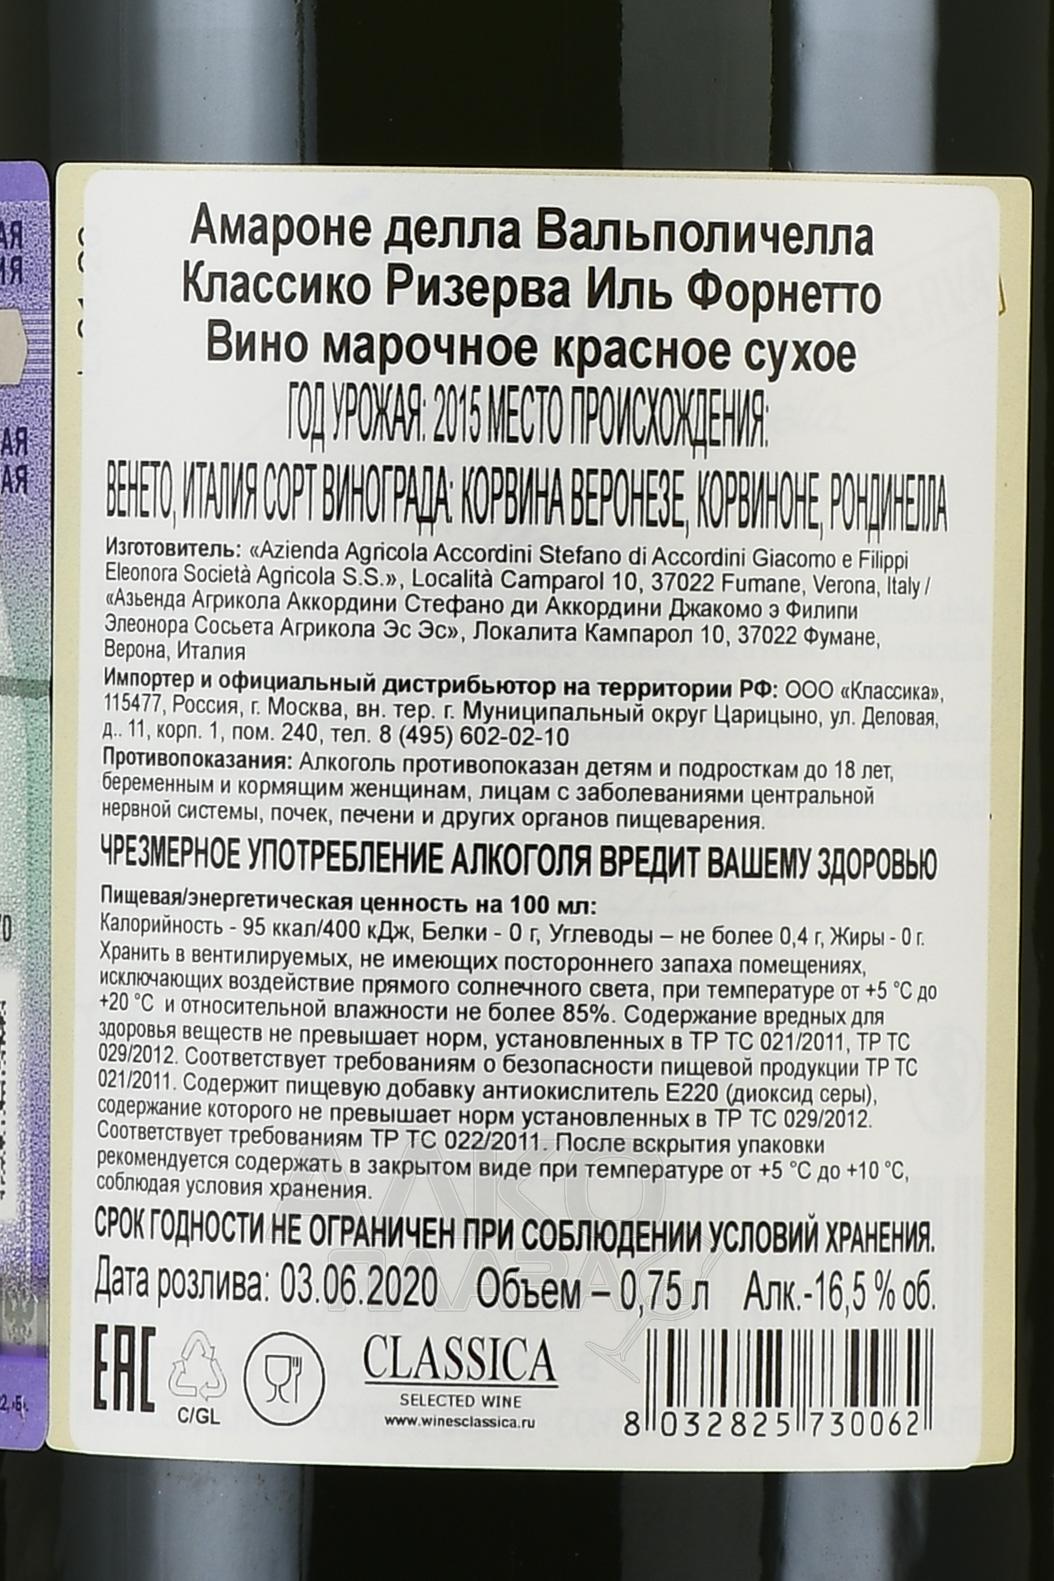 Амароне делла Вальполичелла
Классико Ризерва Иль Форнетто
Вино марочное красное сухое
ГОД УРОЖАЯ: 2015 МЕСТО ПРОИСХОЖДЕНИЯ:
ВЕНЕТО, ИТАЛИЯ СОРТ ВИНОГРАДА: КОРВИНА ВЕРОНЕЗЕ, КОРВИНОНЕ, РОНДИНЕЛЛА
Изготовитель: «Azienda Agricola Accordini Stefano di Accordini Giacomo e Filippi
Eleonora Società Agricola S.S.», Località Camparol 10, 37022 Fumane, Verona, Italy /
«Азьенда Агрикола Аккордини Стефано ди Аккордини Джакомо э Филипи
Элеонора Сосьета Агрикола Эс Эс», Локалита Кампарол 10, 37022 Фумане,
Верона, Италия
Импортер и официальный дистрибьютор на территории РФ: ООО «Классика»,
115477, Россия, г. Москва, вн. тер. г. Муниципальный округ Царицыно, ул. Деловая,
д.. 11, корп. 1, пом. 240, тел. 8 (495) 602-02-10
Противопоказания: Алкоголь противопоказан детям и подросткам до 18 лет,
беременным и кормящим женщинам, лицам с заболеваниями центральной
нервной системы, почек, печени и других органов пищеварения.
ЧРЕЗМЕРНОЕ УПОТРЕБЛЕНИЕ АЛКОГОЛЯ ВРЕДИТ ВАШЕМУ ЗДОРОВЬЮ
Пищевая/энергетическая ценность на 100 мл:
Калорийность - 95 ккал/400 кДж, Белки - 0 г, Углеводы – не более 0,4 г, Жиры - 0 г.
Хранить в вентилируемых, не имеющих постороннего запаха помещениях,
исключающих воздействие прямого солнечного света, при температуре от +5 °С до
+20 °С и относительной влажности не более 85%. Содержание вредных для
здоровья веществ не превышает норм, установленных в ТР ТС 021/2011, ТР ТС
029/2012. Соответствует требованиям о безопасности пищевой продукции ТР ТС
021/2011. Содержит пищевую добавку антиокислитель Е220 (диоксид серы),
содержание которого не превышает норм установленных в ТР ТС 029/2012.
Соответствует требованиям ТР ТС 022/2011. После вскрытия упаковки
рекомендуется содержать в закрытом виде при температуре от +5 °С до +10 °С,
соблюдая условия хранения.
СРОК ГОДНОСТИ НЕ ОГРАНИЧЕН ПРИ СОБЛЮДЕНИИ УСЛОВИЙ ХРАНЕНИЯ.
Дата розлива: 03.06.2020 Объем – 0,75 л Алк.-16,5 % об.
EAC
C/GL
CLASSICA
SELECTED WINE
www.winesclassica.ru
8 032825 730062
АЛКО
ПЛАЗА